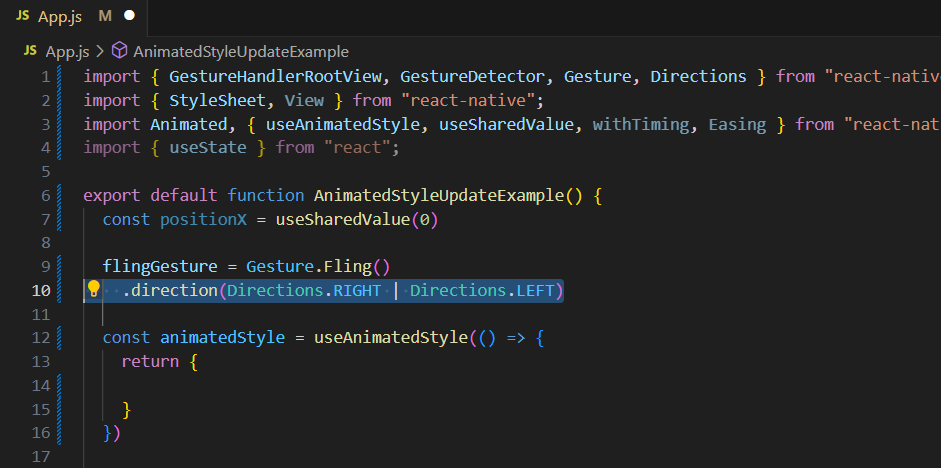 JS App.js M
JS App.js > AnimatedStyleUpdateExample
1 import { GestureHandlerRootView, GestureDetector, Gesture, Directions } from "react-native
2 import { StyleSheet, View } from "react-native";
3 import Animated, { useAnimatedStyle, useSharedValue, withTiming, Easing } from "react-nat
4 import { useState } from "react";
5
6 export default function AnimatedStyleUpdateExample() {
7 const positionX = useSharedValue(0)
8
9 flingGesture = Gesture.Fling()
10 .direction(Directions.RIGHT | Directions.LEFT)
11
12 const animatedStyle = useAnimatedStyle(() => {
13 return {
14
15 }
16 })
17